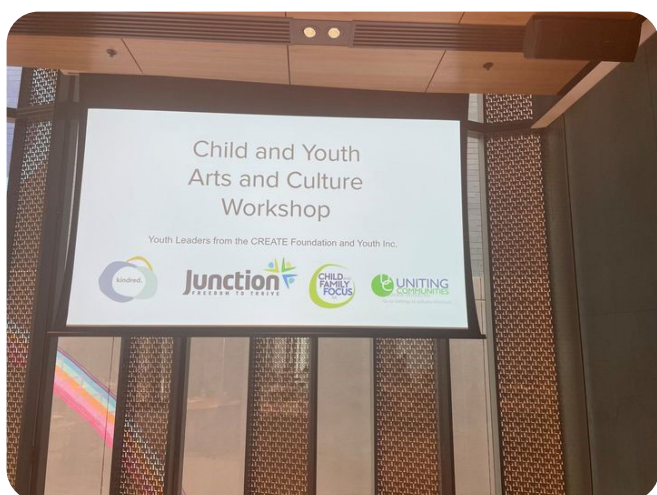 Child and Youth
Arts and Culture
Workshop
Youth Leaders from the CREATE Foundation and Youth Inc.
kindred.
Junction
FREEDOM TO THRIVE
CHILD AND
FAMILY
FOCUS
uc
UNITING
COMMUNITIES